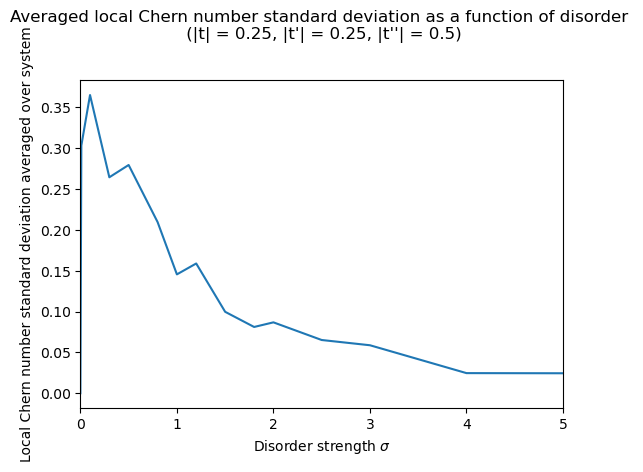 Averaged local Chern number standard deviation as a function of disorder
(|t| = 0.25, |t'| = 0.25, |t''| = 0.5)
Local Chern number standard deviation averaged over system
0.35
0.30
0.25
0.20
0.15
0.10
0.05
0.00
0 1 2 3 4 5
Disorder strength σ